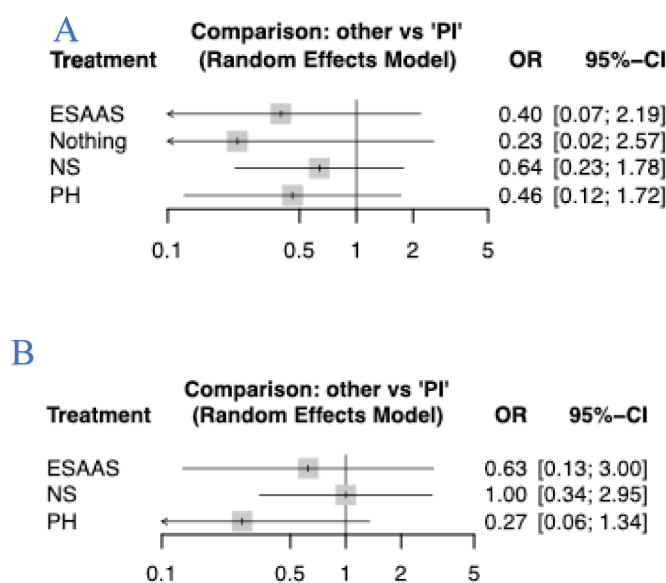 A
Comparison: other vs 'PI'
Treatment (Random Effects Model) OR 95%−CI
ESAAS 0.40 [0.07; 2.19]
Nothing 0.23 [0.02; 2.57]
NS 0.64 [0.23; 1.78]
PH 0.46 [0.12; 1.72]
0.1 0.5 1 2 5
B
Comparison: other vs 'PI'
Treatment (Random Effects Model) OR 95%−CI
ESAAS 0.63 [0.13; 3.00]
NS 1.00 [0.34; 2.95]
PH 0.27 [0.06; 1.34]
0.1 0.5 1 2 5